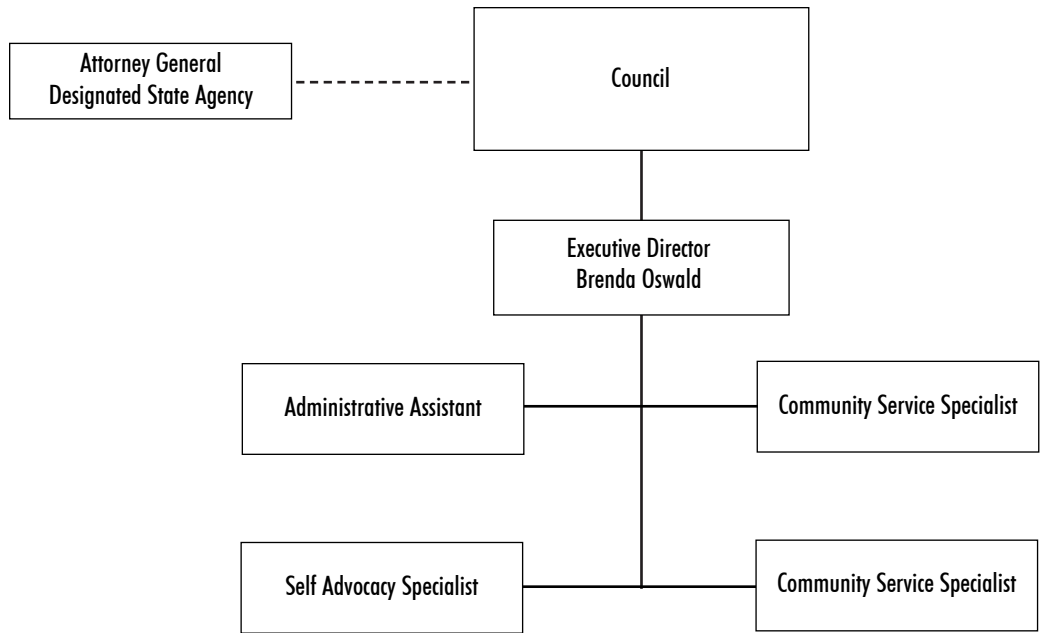 Attorney General
Designated State Agency
Council
Executive Director
Brenda Oswald
Administrative Assistant
Community Service Specialist
Self Advocacy Specialist
Community Service Specialist